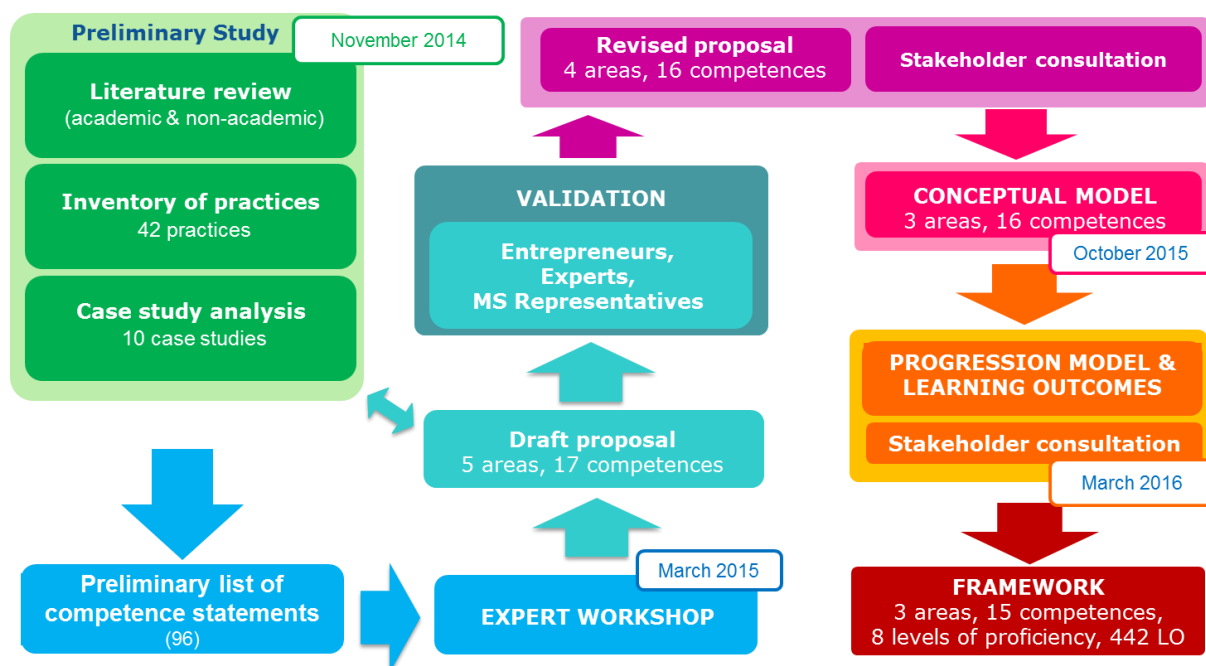 Preliminary Study
November 2014
Literature review
(academic & non-academic)
Inventory of practices
42 practices
Case study analysis
10 case studies
Preliminary list of
competence statements
(96)
EXPERT WORKSHOP
March 2015
Draft proposal
5 areas, 17 competences
VALIDATION
Entrepreneurs,
Experts,
MS Representatives
Revised proposal
4 areas, 16 competences
Stakeholder consultation
CONCEPTUAL MODEL
3 areas, 16 competences
October 2015
PROGRESSION MODEL &
LEARNING OUTCOMES
Stakeholder consultation
March 2016
FRAMEWORK
3 areas, 15 competences,
8 levels of proficiency, 442 LO